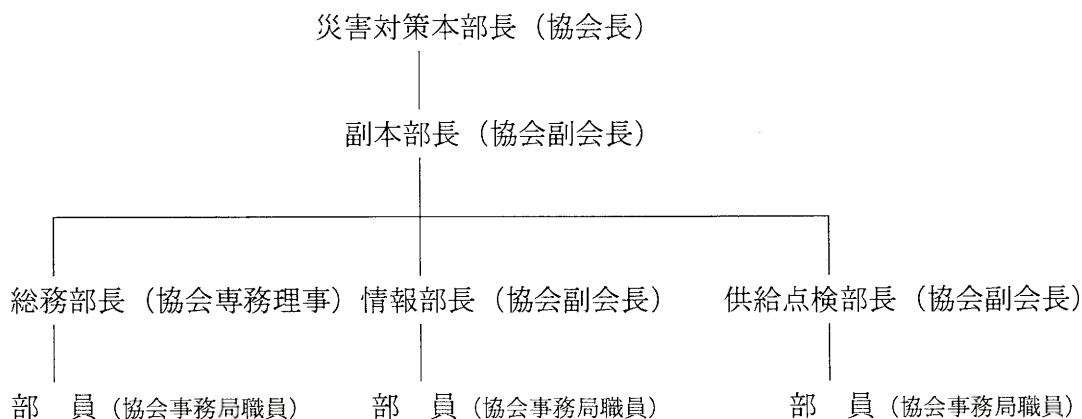 災害対策本部長（協会長）
副本部長（協会副会長）
総務部長（協会専務理事）情報部長（協会副会長） 供給点検部長（協会副会長）
部　員（協会事務局職員） 部　員（協会事務局職員） 部　員（協会事務局職員）